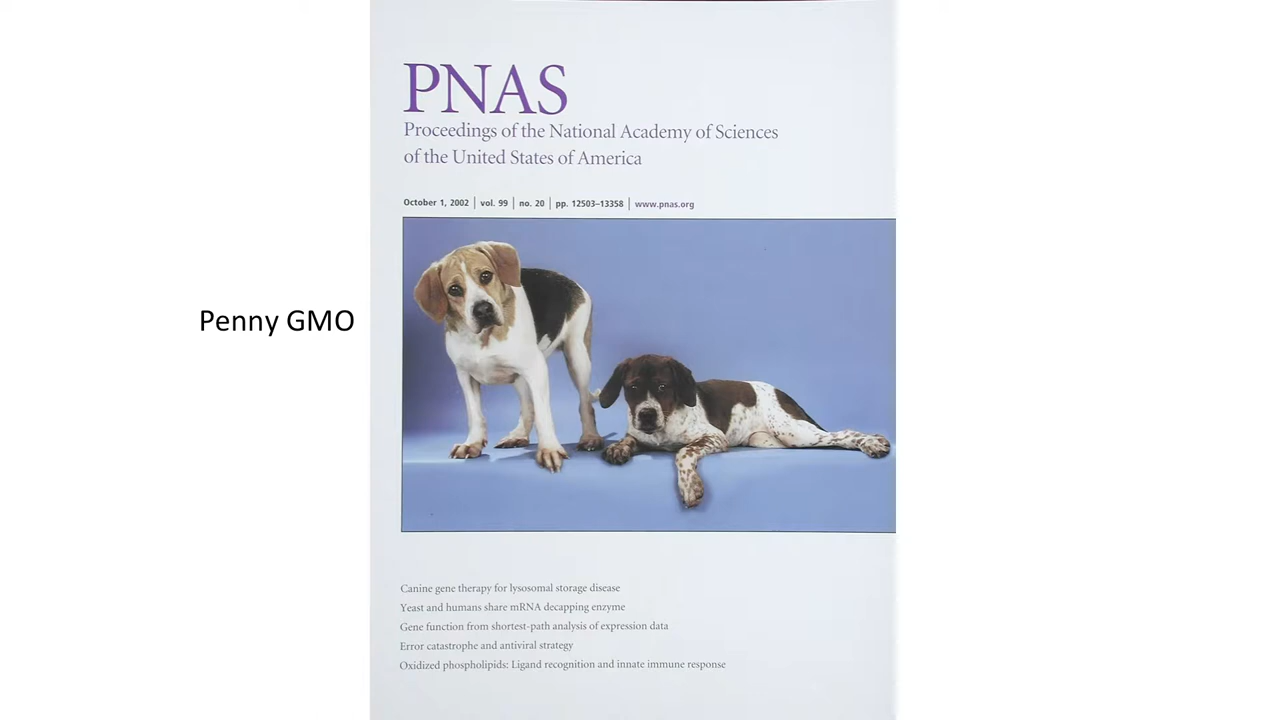 PNAS
Proceedings of the National Academy of Sciences
of the United States of America
October 1, 2002 | vol. 99 | no. 20 | pp. 12503–13358 | www.pnas.org
Penny GMO
Canine gene therapy for lysosomal storage disease
Yeast and humans share mRNA decapping enzyme
Gene function from shortest-path analysis of expression data
Error catastrophe and antiviral strategy
Oxidized phospholipids: Ligand recognition and innate immune response